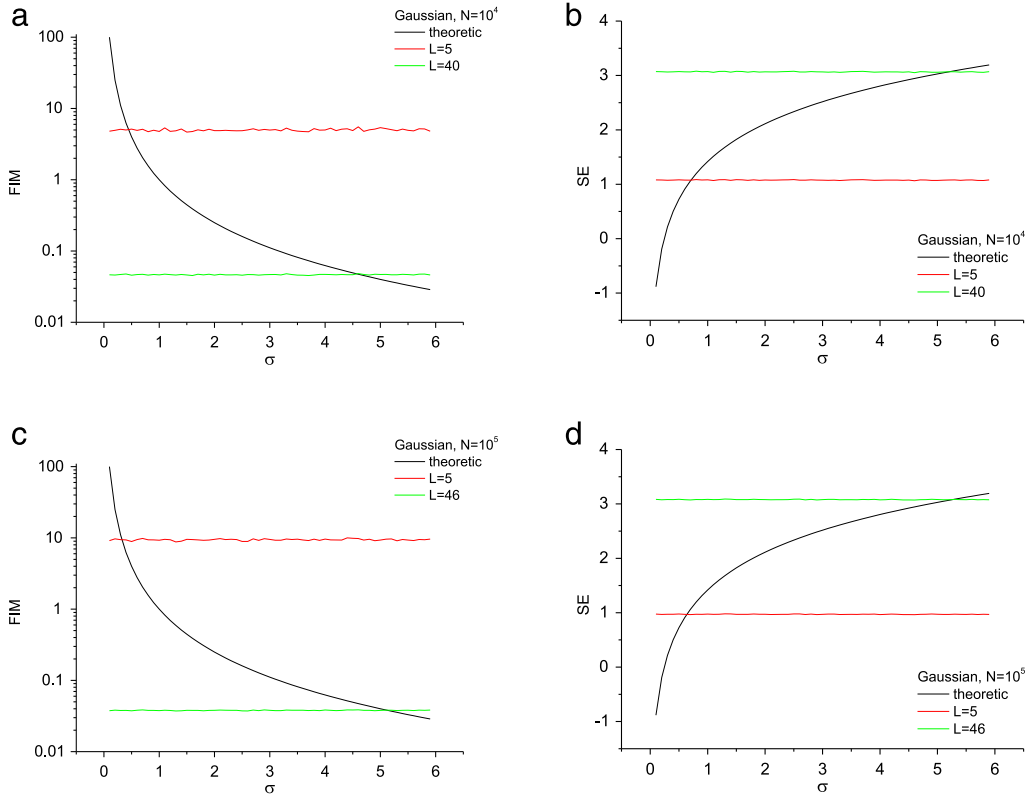 a
Gaussian, N=10⁴
theoretic
L=5
L=40
100
10
1
0.1
0.01
FIM
0 1 2 3 4 5 6
σ
b
4
3
2
1
0
-1
SE
Gaussian, N=10⁴
theoretic
L=5
L=40
0 1 2 3 4 5 6
σ
c
Gaussian, N=10⁵
theoretic
L=5
L=46
100
10
1
0.1
0.01
FIM
0 1 2 3 4 5 6
σ
d
4
3
2
1
0
-1
SE
Gaussian, N=10⁵
theoretic
L=5
L=46
0 1 2 3 4 5 6
σ